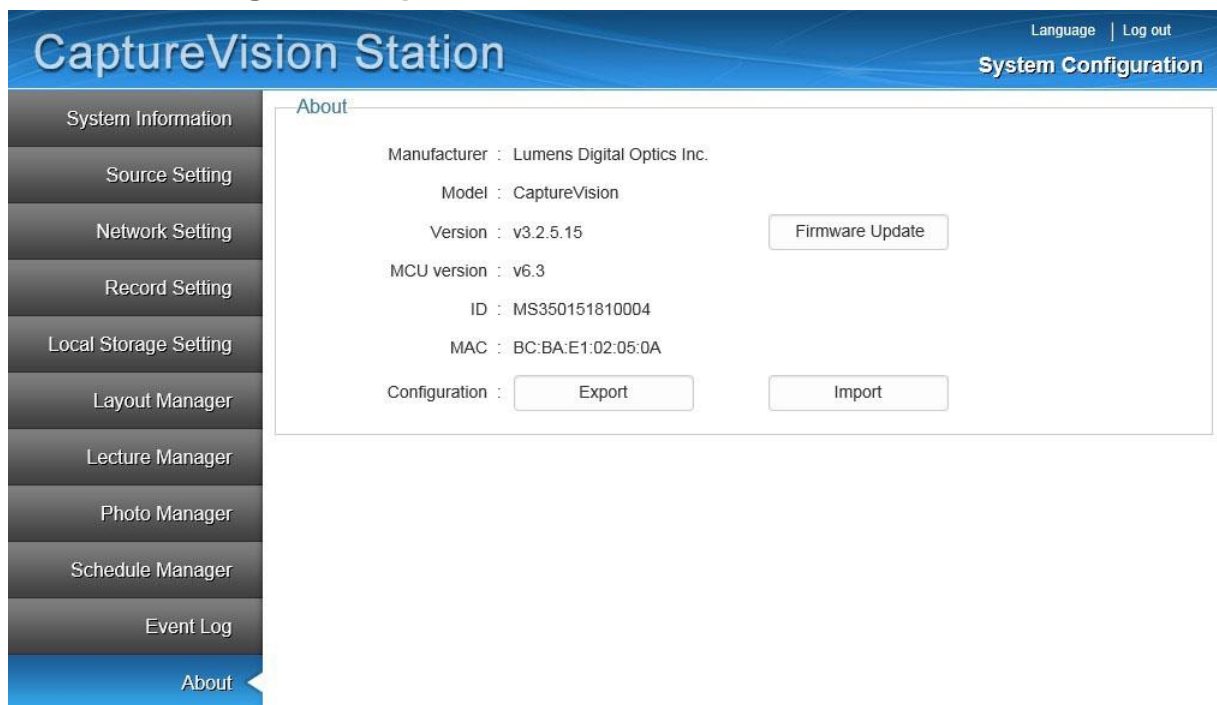 CaptureVision Station
Language | Log out
System Configuration
System Information
Source Setting
Network Setting
Record Setting
Local Storage Setting
Layout Manager
Lecture Manager
Photo Manager
Schedule Manager
Event Log
About
About
Manufacturer : Lumens Digital Optics Inc.
Model : CaptureVision
Version : v3.2.5.15 Firmware Update
MCU version : v6.3
ID : MS350151810004
MAC : BC:BA:E1:02:05:0A
Configuration : Export Import